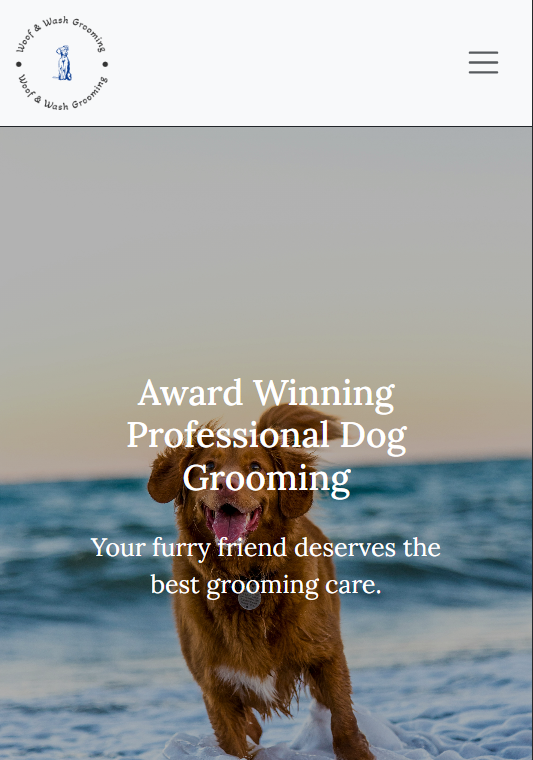 Woof & Wash Grooming
Woof & Wash Grooming
Award Winning
Professional Dog
Grooming
Your furry friend deserves the
best grooming care.